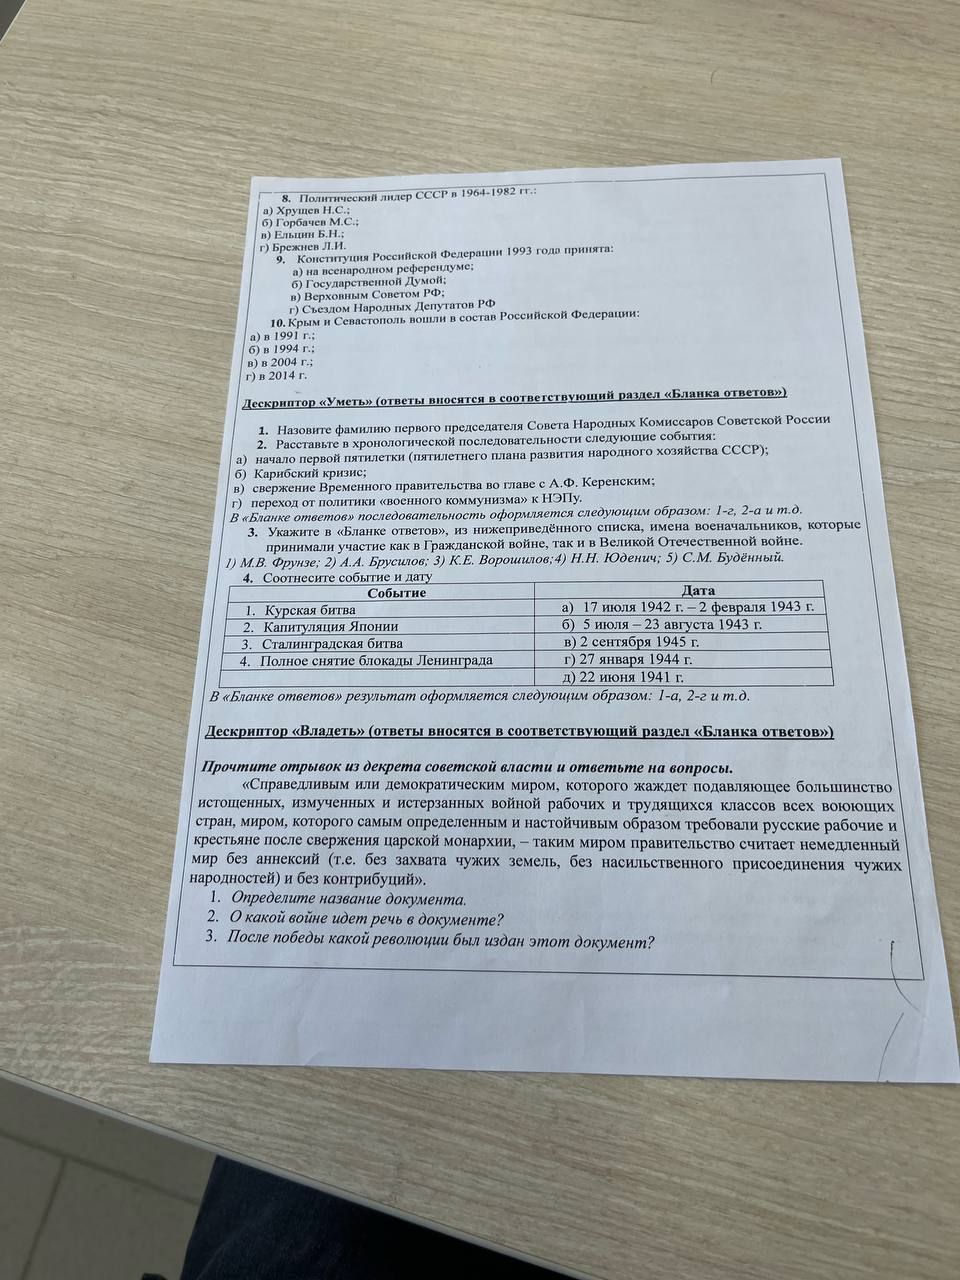 8. Политический лидер СССР в 1964-1982 гг.:
а) Хрущев Н.С.;
б) Горбачев М.С.;
в) Ельцин Б.Н.;
г) Брежнев Л.И.
9. Конституция Российской Федерации 1993 года принята:
а) на всенародном референдуме;
б) Государственной Думой;
в) Верховным Советом РФ;
г) Съездом Народных Депутатов РФ
10. Крым и Севастополь вошли в состав Российской Федерации:
а) в 1991 г.;
б) в 1994 г.;
в) в 2004 г.;
г) в 2014 г.
Дескриптор «Уметь» (ответы вносятся в соответствующий раздел «Бланка ответов»)
1. Назовите фамилию первого председателя Совета Народных Комиссаров Советской России
2. Расставьте в хронологической последовательности следующие события:
а) начало первой пятилетки (пятилетнего плана развития народного хозяйства СССР);
б) Карибский кризис;
в) свержение Временного правительства во главе с А.Ф. Керенским;
г) переход от политики «военного коммунизма» к НЭПу.
В «Бланке ответов» последовательность оформляется следующим образом: 1-г, 2-а и т.д.
3. Укажите в «Бланке ответов», из нижеприведённого списка, имена военачальников, которые
принимали участие как в Гражданской войне, так и в Великой Отечественной войне.
1) М.В. Фрунзе; 2) А.А. Брусилов; 3) К.Е. Ворошилов;4) Н.Н. Юденич; 5) С.М. Будённый.
4. Соотнесите событие и дату
Событие Дата
1. Курская битва а) 17 июля 1942 г. – 2 февраля 1943 г.
2. Капитуляция Японии б) 5 июля – 23 августа 1943 г.
3. Сталинградская битва в) 2 сентября 1945 г.
4. Полное снятие блокады Ленинграда г) 27 января 1944 г.
д) 22 июня 1941 г.
В «Бланке ответов» результат оформляется следующим образом: 1-а, 2-г и т.д.
Дескриптор «Владеть» (ответы вносятся в соответствующий раздел «Бланка ответов»)
Прочтите отрывок из декрета советской власти и ответьте на вопросы.
«Справедливым или демократическим миром, которого жаждет подавляющее большинство
истощенных, измученных и истерзанных войной рабочих и трудящихся классов всех воюющих
стран, миром, которого самым определенным и настойчивым образом требовали русские рабочие и
крестьяне после свержения царской монархии, – таким миром правительство считает немедленный
мир без аннексий (т.е. без захвата чужих земель, без насильственного присоединения чужих
народностей) и без контрибуций».
1. Определите название документа.
2. О какой войне идет речь в документе?
3. После победы какой революции был издан этот документ?